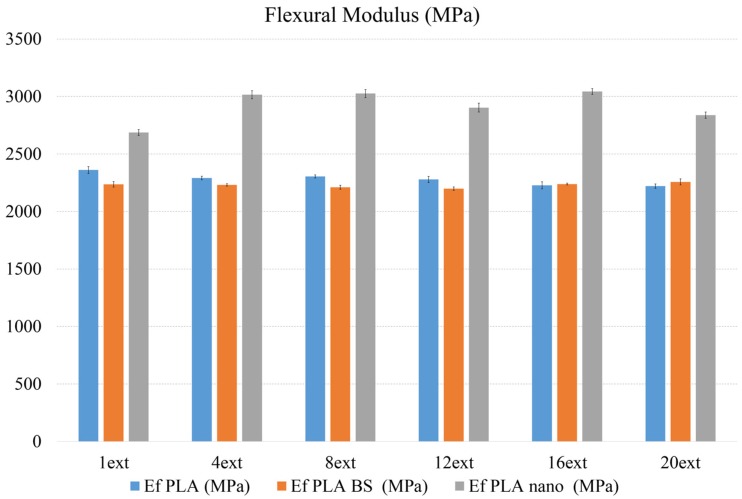 Flexural Modulus (MPa)
3500
3000
2500
2000
1500
1000
500
0
1ext 4ext 8ext 12ext 16ext 20ext
Ef PLA (MPa) Ef PLA BS (MPa) Ef PLA nano (MPa)